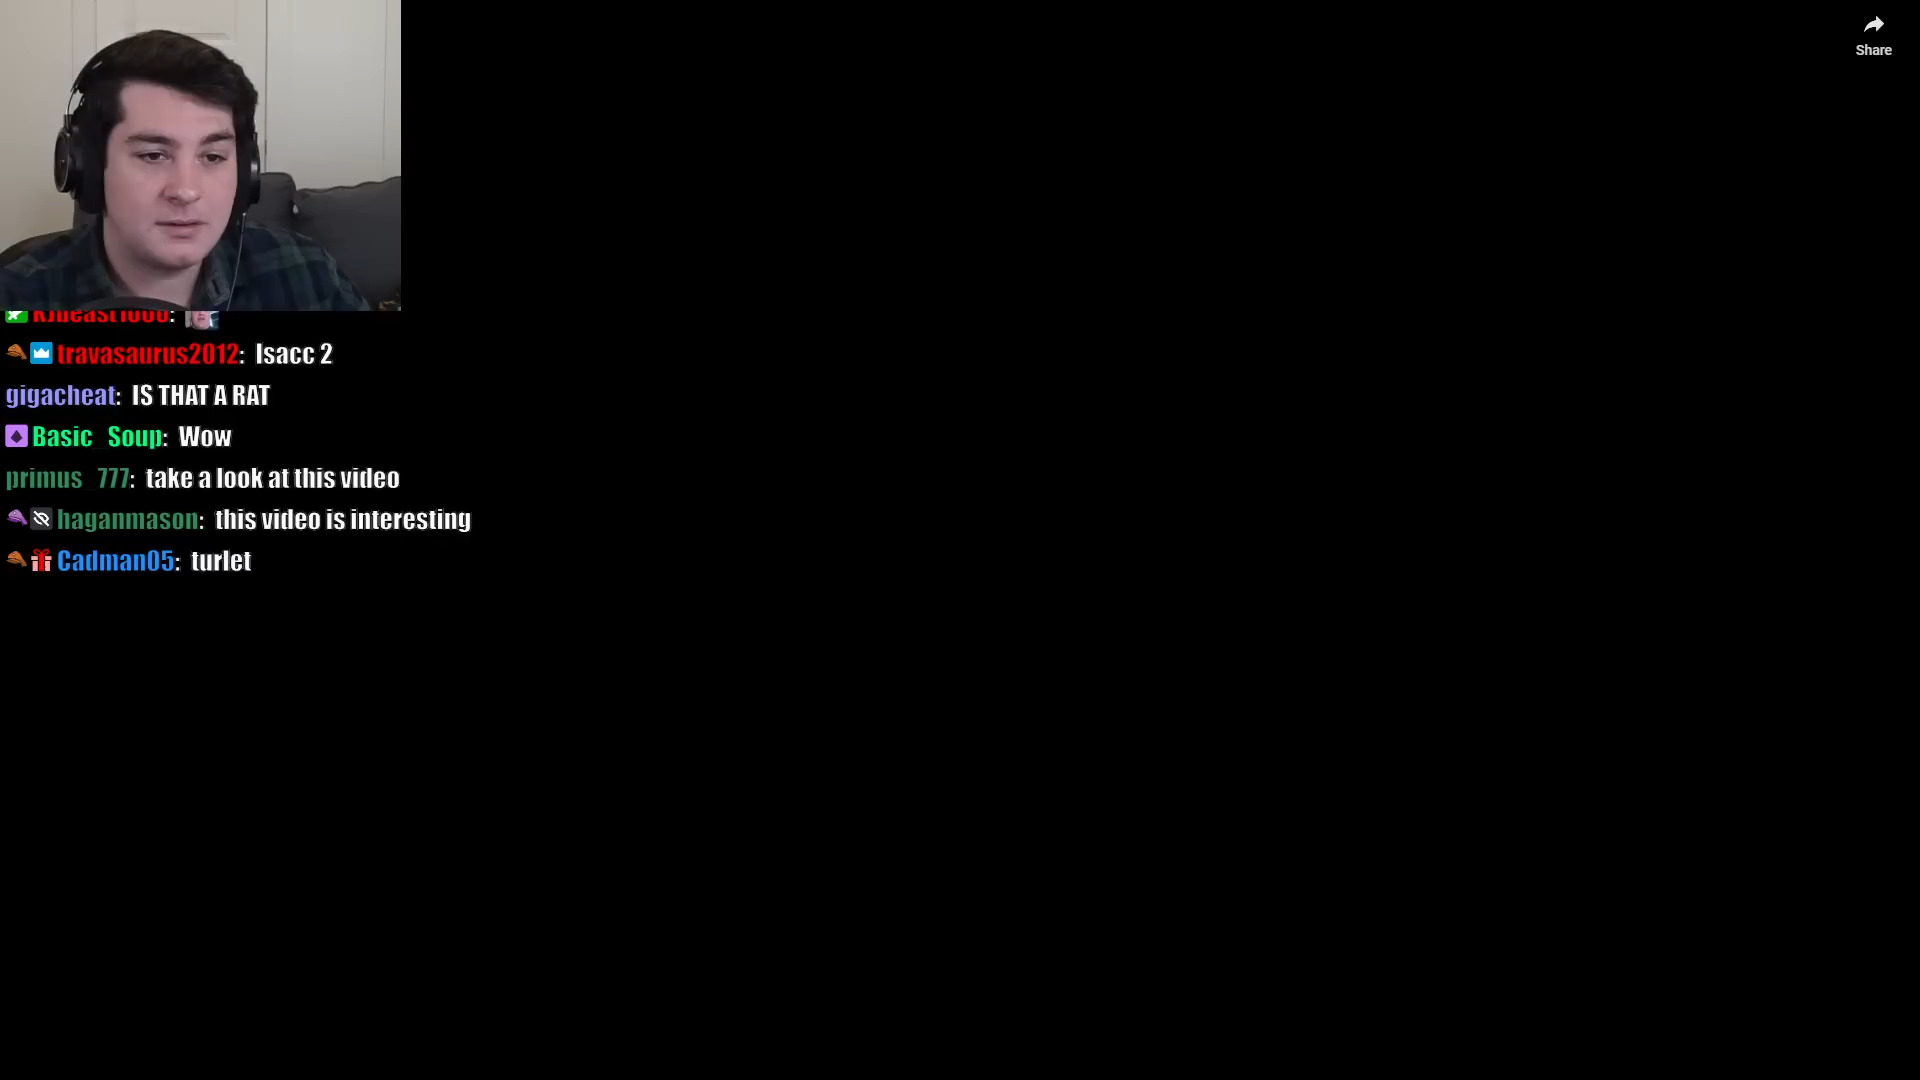 Share
travasaurus2012: Isacc 2
gigacheat: IS THAT A RAT
Basic_Soup: Wow
primus_777: take a look at this video
haganmason: this video is interesting
Cadman05: turlet